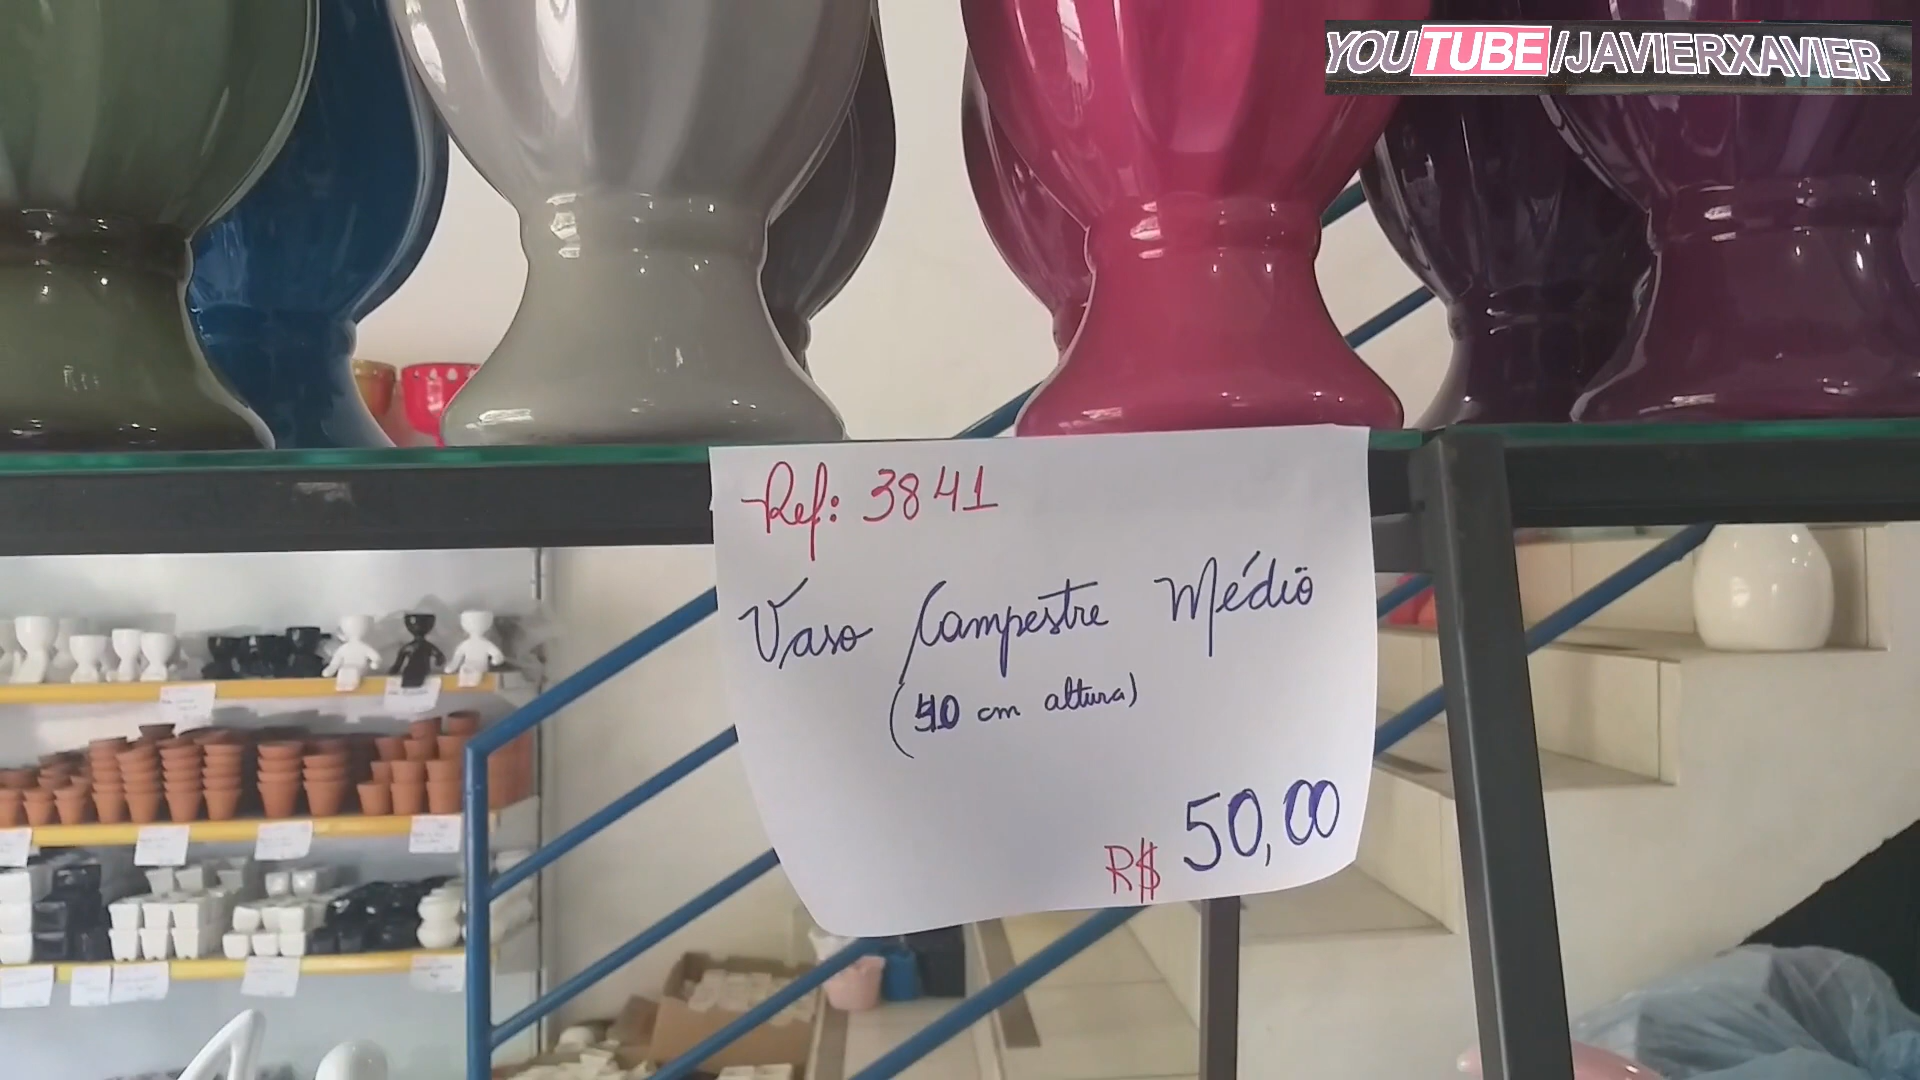 YOUTUBE/JAVIERXAVIER
Ref: 3841
Vaso Campestre Médio
(40 cm altura)
R$ 50,00